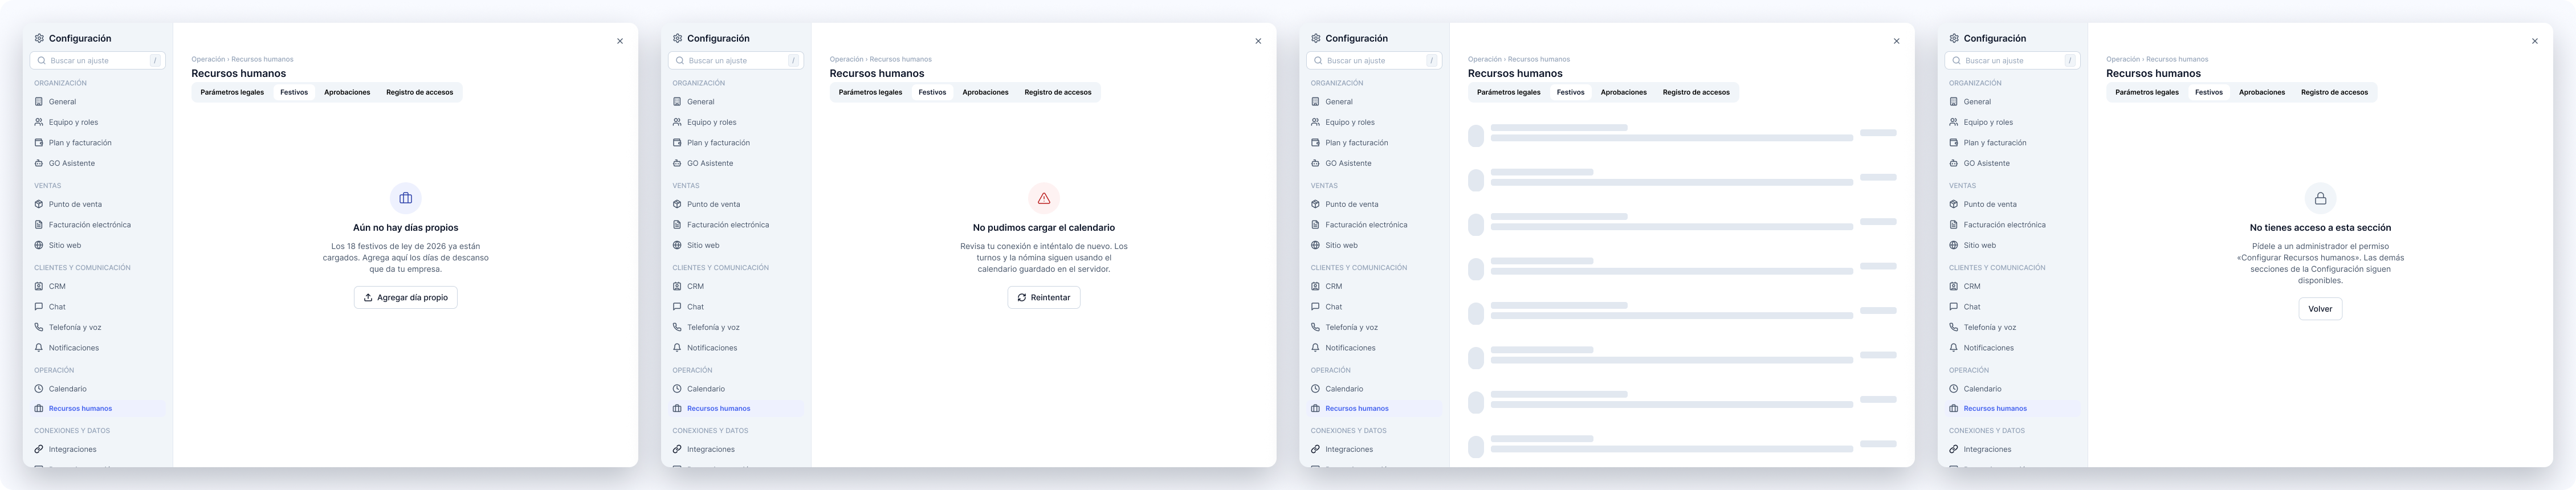 Configuración
Buscar un ajuste /
ORGANIZACIÓN
General
Equipo y roles
Plan y facturación
GO Asistente
VENTAS
Punto de venta
Facturación electrónica
Sitio web
CLIENTES Y COMUNICACIÓN
CRM
Chat
Telefonía y voz
Notificaciones
OPERACIÓN
Calendario
Recursos humanos
CONEXIONES Y DATOS
Integraciones
Operación › Recursos humanos
Recursos humanos
Parámetros legales Festivos Aprobaciones Registro de accesos
Aún no hay días propios
Los 18 festivos de ley de 2026 ya están
cargados. Agrega aquí los días de descanso
que da tu empresa.
Agregar día propio
Configuración
Buscar un ajuste /
ORGANIZACIÓN
General
Equipo y roles
Plan y facturación
GO Asistente
VENTAS
Punto de venta
Facturación electrónica
Sitio web
CLIENTES Y COMUNICACIÓN
CRM
Chat
Telefonía y voz
Notificaciones
OPERACIÓN
Calendario
Recursos humanos
CONEXIONES Y DATOS
Integraciones
Operación › Recursos humanos
Recursos humanos
Parámetros legales Festivos Aprobaciones Registro de accesos
No pudimos cargar el calendario
Revisa tu conexión e inténtalo de nuevo. Los
turnos y la nómina siguen usando el
calendario guardado en el servidor.
Reintentar
Configuración
Buscar un ajuste /
ORGANIZACIÓN
General
Equipo y roles
Plan y facturación
GO Asistente
VENTAS
Punto de venta
Facturación electrónica
Sitio web
CLIENTES Y COMUNICACIÓN
CRM
Chat
Telefonía y voz
Notificaciones
OPERACIÓN
Calendario
Recursos humanos
CONEXIONES Y DATOS
Integraciones
Operación › Recursos humanos
Recursos humanos
Parámetros legales Festivos Aprobaciones Registro de accesos
Configuración
Buscar un ajuste /
ORGANIZACIÓN
General
Equipo y roles
Plan y facturación
GO Asistente
VENTAS
Punto de venta
Facturación electrónica
Sitio web
CLIENTES Y COMUNICACIÓN
CRM
Chat
Telefonía y voz
Notificaciones
OPERACIÓN
Calendario
Recursos humanos
CONEXIONES Y DATOS
Integraciones
Operación › Recursos humanos
Recursos humanos
Parámetros legales Festivos Aprobaciones Registro de accesos
No tienes acceso a esta sección
Pídele a un administrador el permiso
«Configurar Recursos humanos». Las demás
secciones de la Configuración siguen
disponibles.
Volver